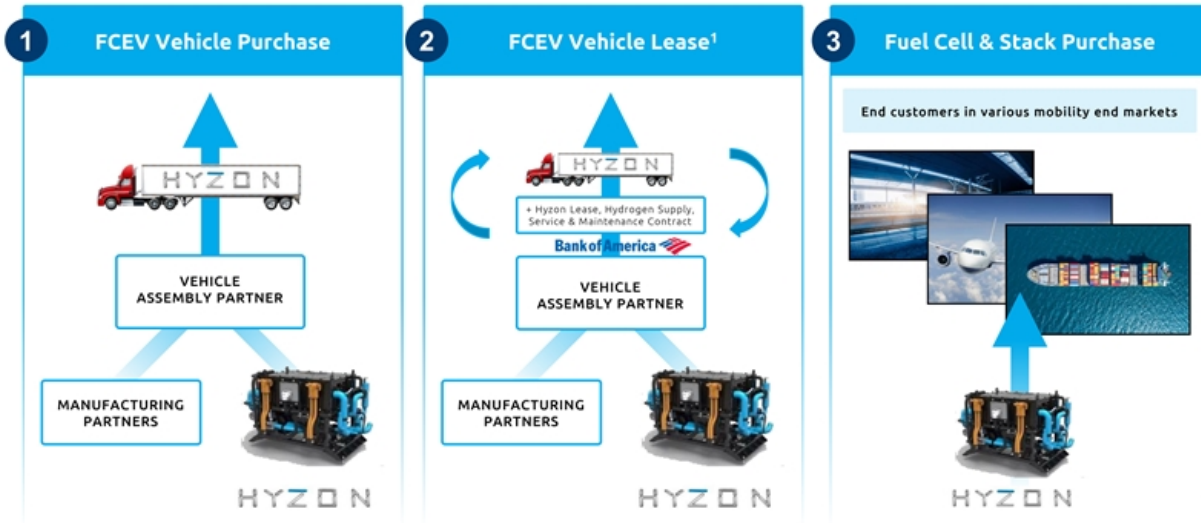 1
FCEV Vehicle Purchase
HYZON
VEHICLE
ASSEMBLY PARTNER
MANUFACTURING
PARTNERS
HYZON
2
FCEV Vehicle Lease¹
HYZON
+ Hyzon Lease, Hydrogen Supply,
Service & Maintenance Contract
Bank of America
VEHICLE
ASSEMBLY PARTNER
MANUFACTURING
PARTNERS
HYZON
3
Fuel Cell & Stack Purchase
End customers in various mobility end markets
HYZON